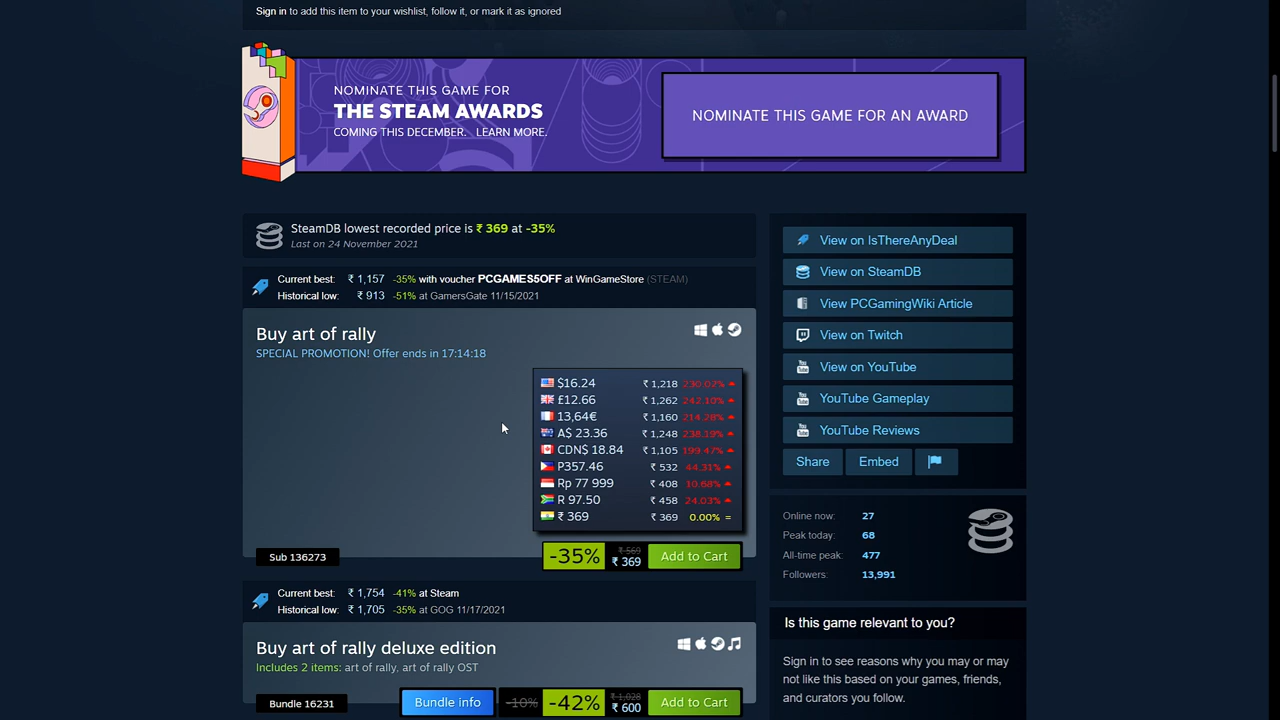 Sign in to add this item to your wishlist, follow it, or mark it as ignored
NOMINATE THIS GAME FOR
THE STEAM AWARDS
COMING THIS DECEMBER. LEARN MORE.
NOMINATE THIS GAME FOR AN AWARD
SteamDB lowest recorded price is ₹ 369 at -35%
Last on 24 November 2021
Current best: ₹ 1,157 -35% with voucher PCGAMES5OFF at WinGameStore (STEAM)
Historical low: ₹ 913 -51% at GamersGate 11/15/2021
Buy art of rally
SPECIAL PROMOTION! Offer ends in 17:14:18
$16.24 ₹ 1,218 230.07%
£12.66 ₹ 1,262 242.10%
13,64€ ₹ 1,160 214.28%
A$ 23.36 ₹ 1,248 238.19%
CDN$ 18.84 ₹ 1,105 199.47%
P357.46 ₹ 532 44.31%
Rp 77 999 ₹ 408 10.68%
R 97.50 ₹ 458 24.03%
₹ 369 ₹ 369 0.00% =
Sub 136273
-35% ₹ 569
₹ 369
Add to Cart
Current best: ₹ 1,754 -41% at Steam
Historical low: ₹ 1,705 -35% at GOG 11/17/2021
Buy art of rally deluxe edition
Includes 2 items: art of rally, art of rally OST
Bundle 16231
Bundle info
-10% -42% ₹ 1,028
₹ 600
Add to Cart
View on IsThereAnyDeal
View on SteamDB
View PCGamingWiki Article
View on Twitch
You Tube View on YouTube
You Tube YouTube Gameplay
You Tube YouTube Reviews
Share Embed
Online now: 27
Peak today: 68
All-time peak: 477
Followers: 13,991
Is this game relevant to you?
Sign in to see reasons why you may or may
not like this based on your games, friends,
and curators you follow.